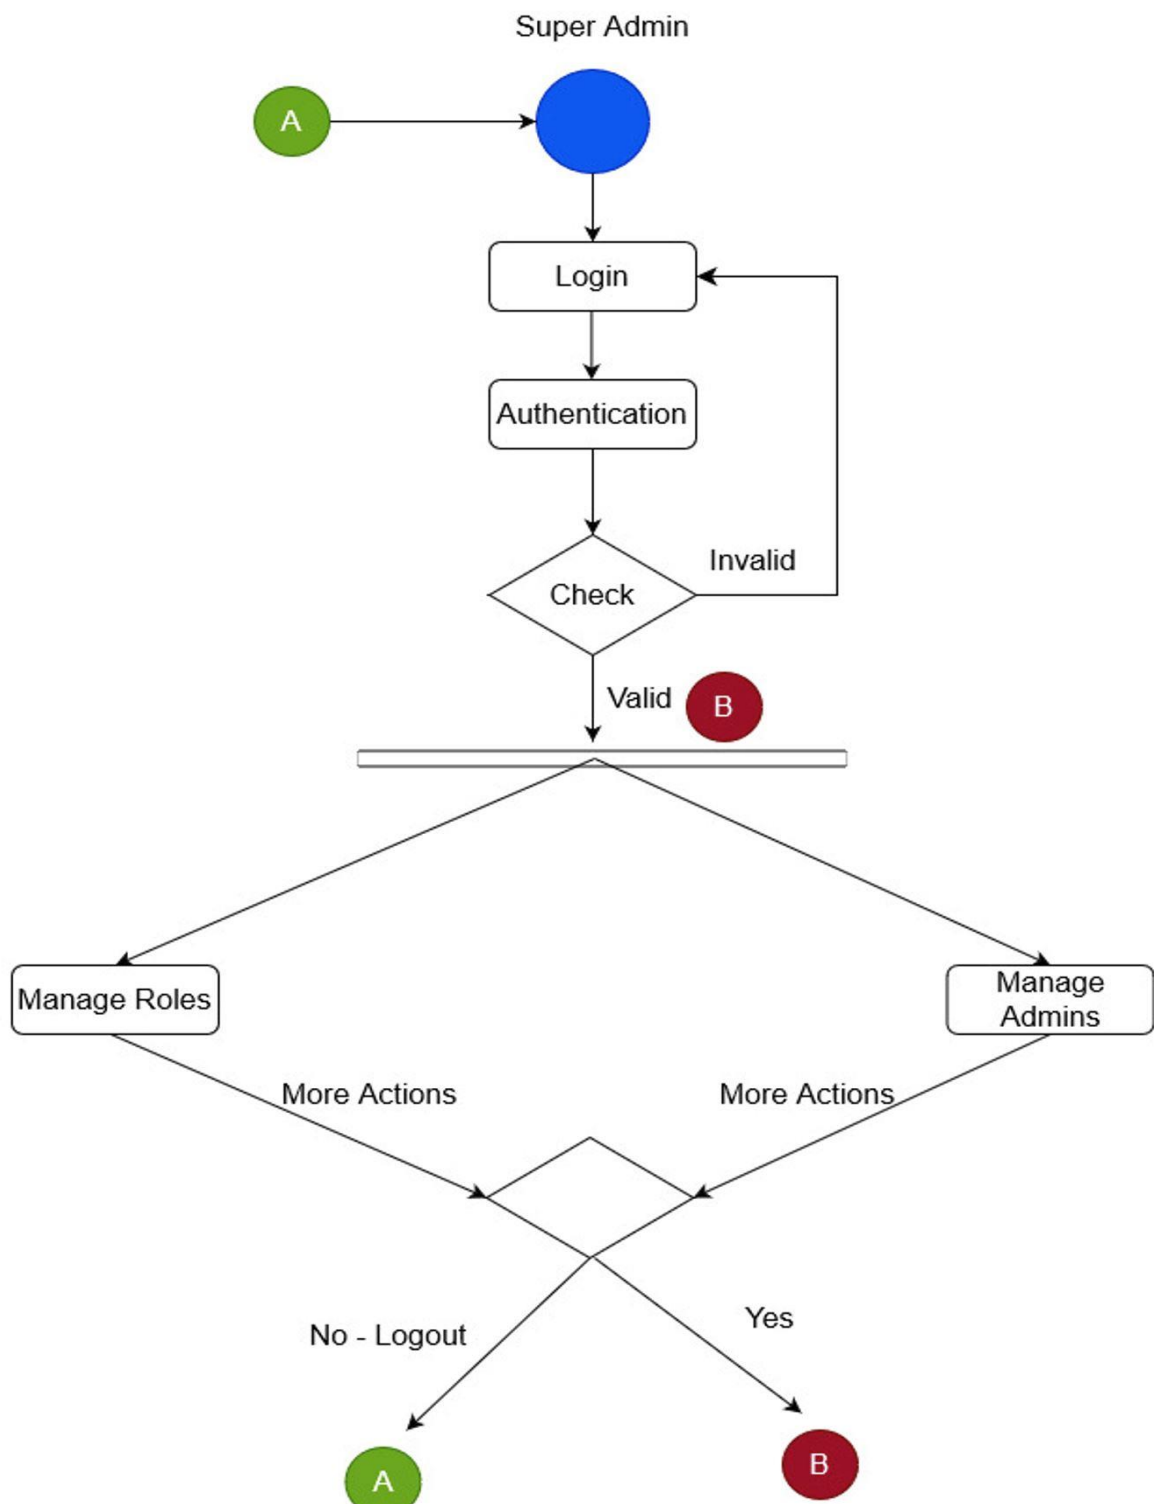 Super Admin
A
Login
Authentication
Invalid
Check
Valid
B
Manage Roles
Manage
Admins
More Actions
More Actions
Yes
No - Logout
B
A